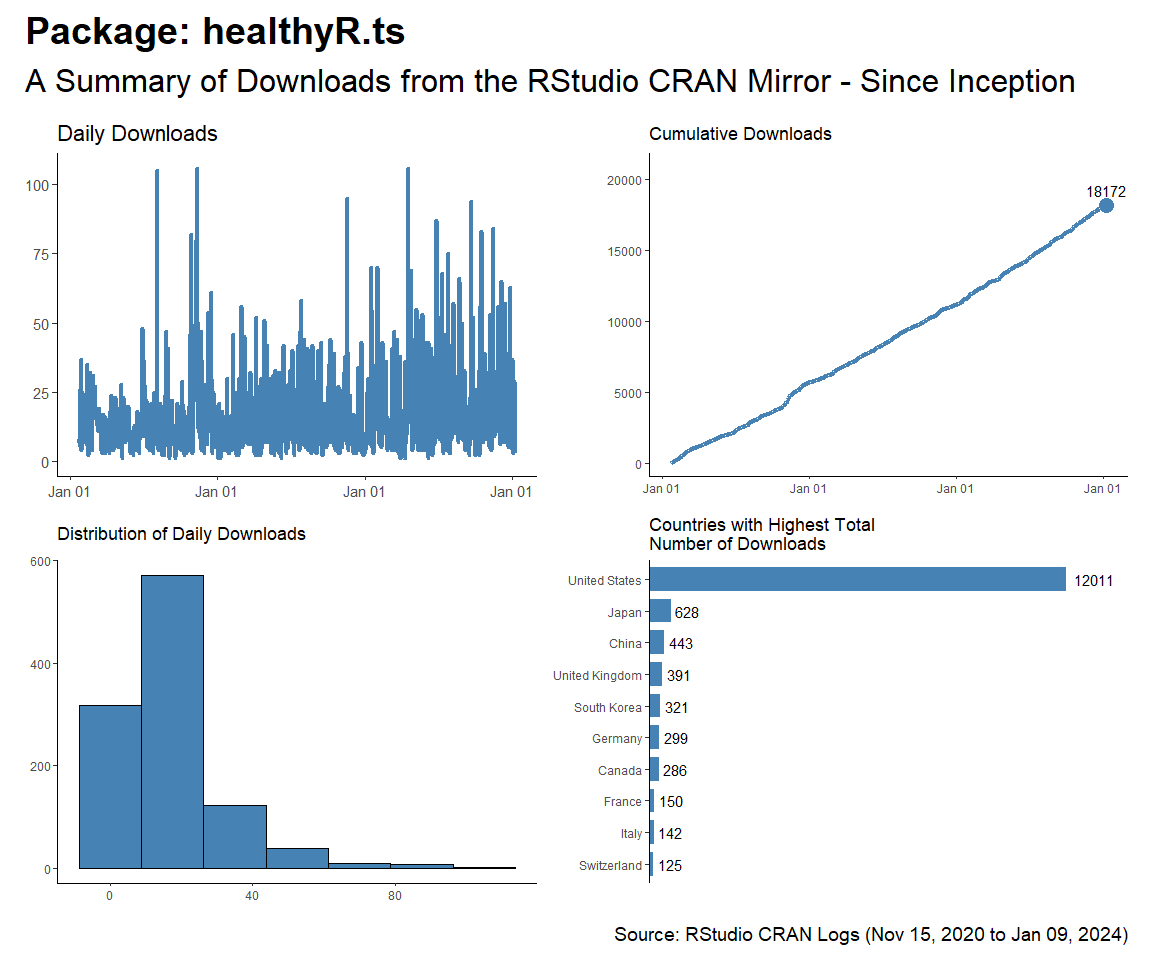 Package: healthyR.ts
A Summary of Downloads from the RStudio CRAN Mirror - Since Inception
Daily Downloads
100
75
50
25
0
Jan 01
Jan 01
Jan 01
Jan 01
Cumulative Downloads
20000
15000
10000
5000
0
18172
Jan 01
Jan 01
Jan 01
Jan 01
Distribution of Daily Downloads
600
400
200
0
0
40
80
Countries with Highest Total
Number of Downloads
United States 12011
Japan 628
China 443
United Kingdom 391
South Korea 321
Germany 299
Canada 286
France 150
Italy 142
Switzerland 125
Source: RStudio CRAN Logs (Nov 15, 2020 to Jan 09, 2024)